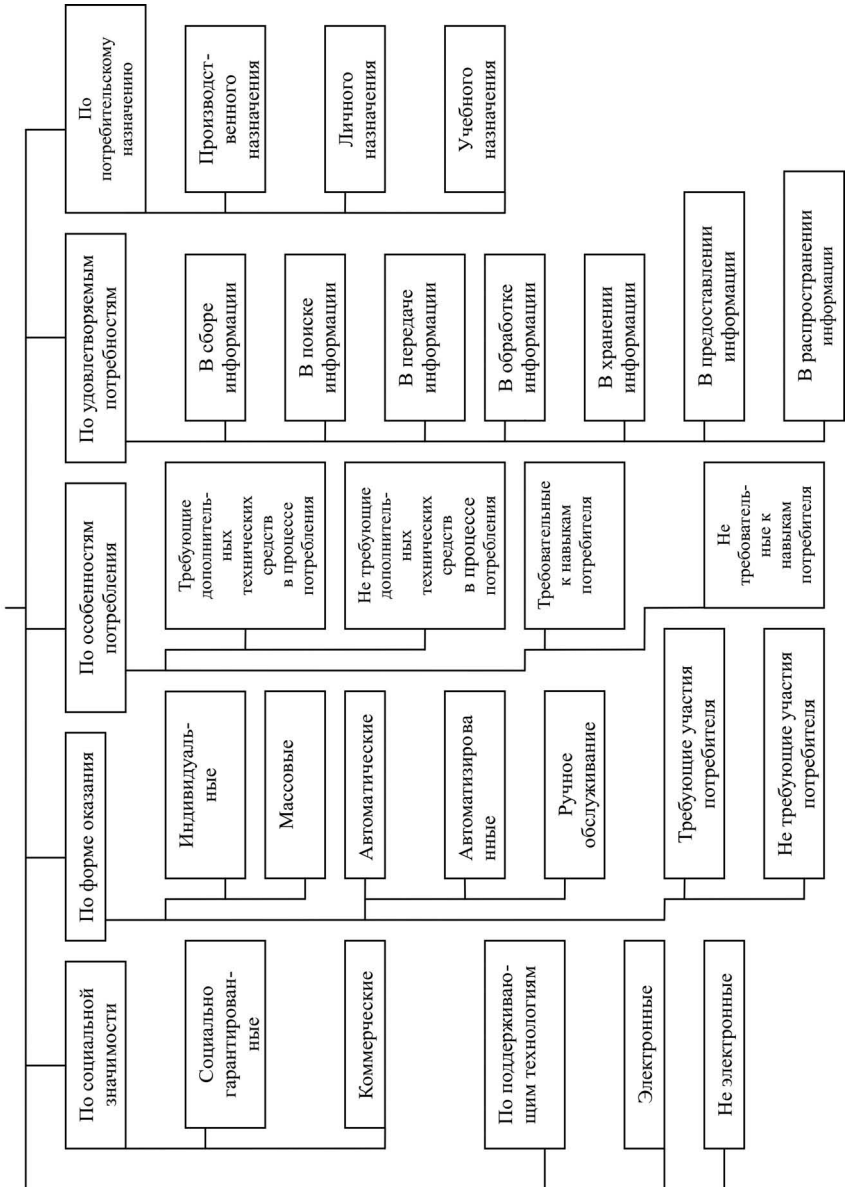 По социальной
значимости
Социально
гарантирован-
ные
Коммерческие
По поддерживаю-
щим технологиям
Электронные
Не электронные
По форме оказания
Индивидуаль-
ные
Массовые
Автоматические
Автоматизирова
нные
Ручное
обслуживание
Требующие участия
потребителя
Не требующие участия
потребителя
По особенностям
потребления
Требующие
дополнитель-
ных
технических
средств
в процессе
потребления
Не требующие
дополнитель-
ных
технических
средств
в процессе
потребления
Требовательные
к навыкам
потребителя
Не
требователь-
ные к
навыкам
потребителя
По удовлетворяемым
потребностям
В сборе
информации
В поиске
информации
В передаче
информации
В обработке
информации
В хранении
информации
В предоставлении
информации
В распространении
информации
По
потребительскому
назначению
Производст-
венного
назначения
Личного
назначения
Учебного
назначения